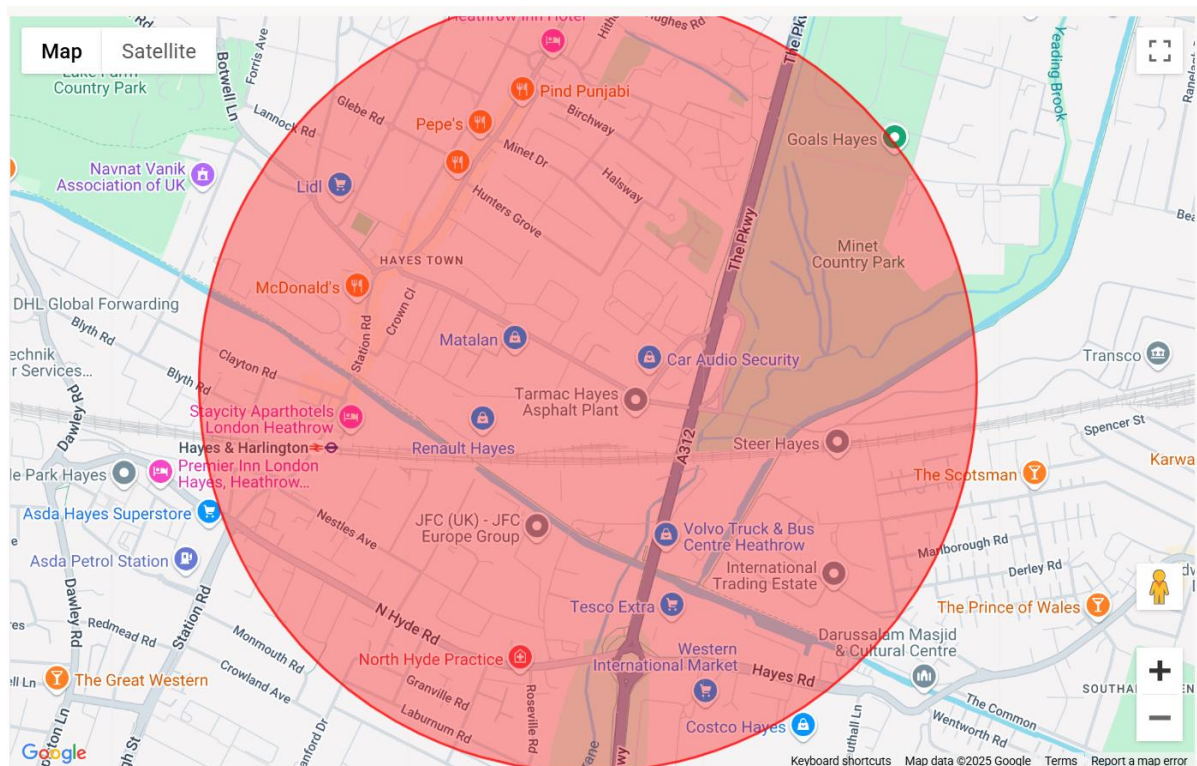 Map
Satellite
Heathrow Inn Hotel
Hughes Rd
The Pkwy
Lake Farm
Country Park
Botwell Ln
Forris Ave
Yeading Brook
Pind Punjabi
Glebe Rd
Lannock Rd
Birchway
Pepe's
Goals Hayes
Minet Dr
Navnat Vanik
Association of UK
Lidl
Halsway
Hunters Grove
The Pkwy
Minet
Country Park
HAYES TOWN
McDonald's
DHL Global Forwarding
Crown Cl
Station Rd
Blyth Rd
Matalan
Car Audio Security
Transco
Clayton Rd
Blyth Rd
Tarmac Hayes
Asphalt Plant
Dawley Rd
Staycity Aparthotels
London Heathrow
Spencer St
Hayes & Harlington
Renault Hayes
A312
Steer Hayes
Premier Inn London
Hayes, Heathrow...
The Scotsman
Asda Hayes Superstore
Nestles Ave
JFC (UK) - JFC
Europe Group
Volvo Truck & Bus
Centre Heathrow
Marlborough Rd
Asda Petrol Station
International
Trading Estate
Derley Rd
Dawley Rd
Station Rd
Tesco Extra
The Prince of Wales
N Hyde Rd
Redmead Rd
Monmouth Rd
Darussalam Masjid
& Cultural Centre
North Hyde Practice
Western
International Market
Hayes Rd
The Great Western
Crowland Ave
Granville Rd
Laburnum Rd
Roseville Rd
Costco Hayes
The Common
Wentworth Rd
Google
Keyboard shortcuts
Map data ©2025 Google
Terms
Report a map error